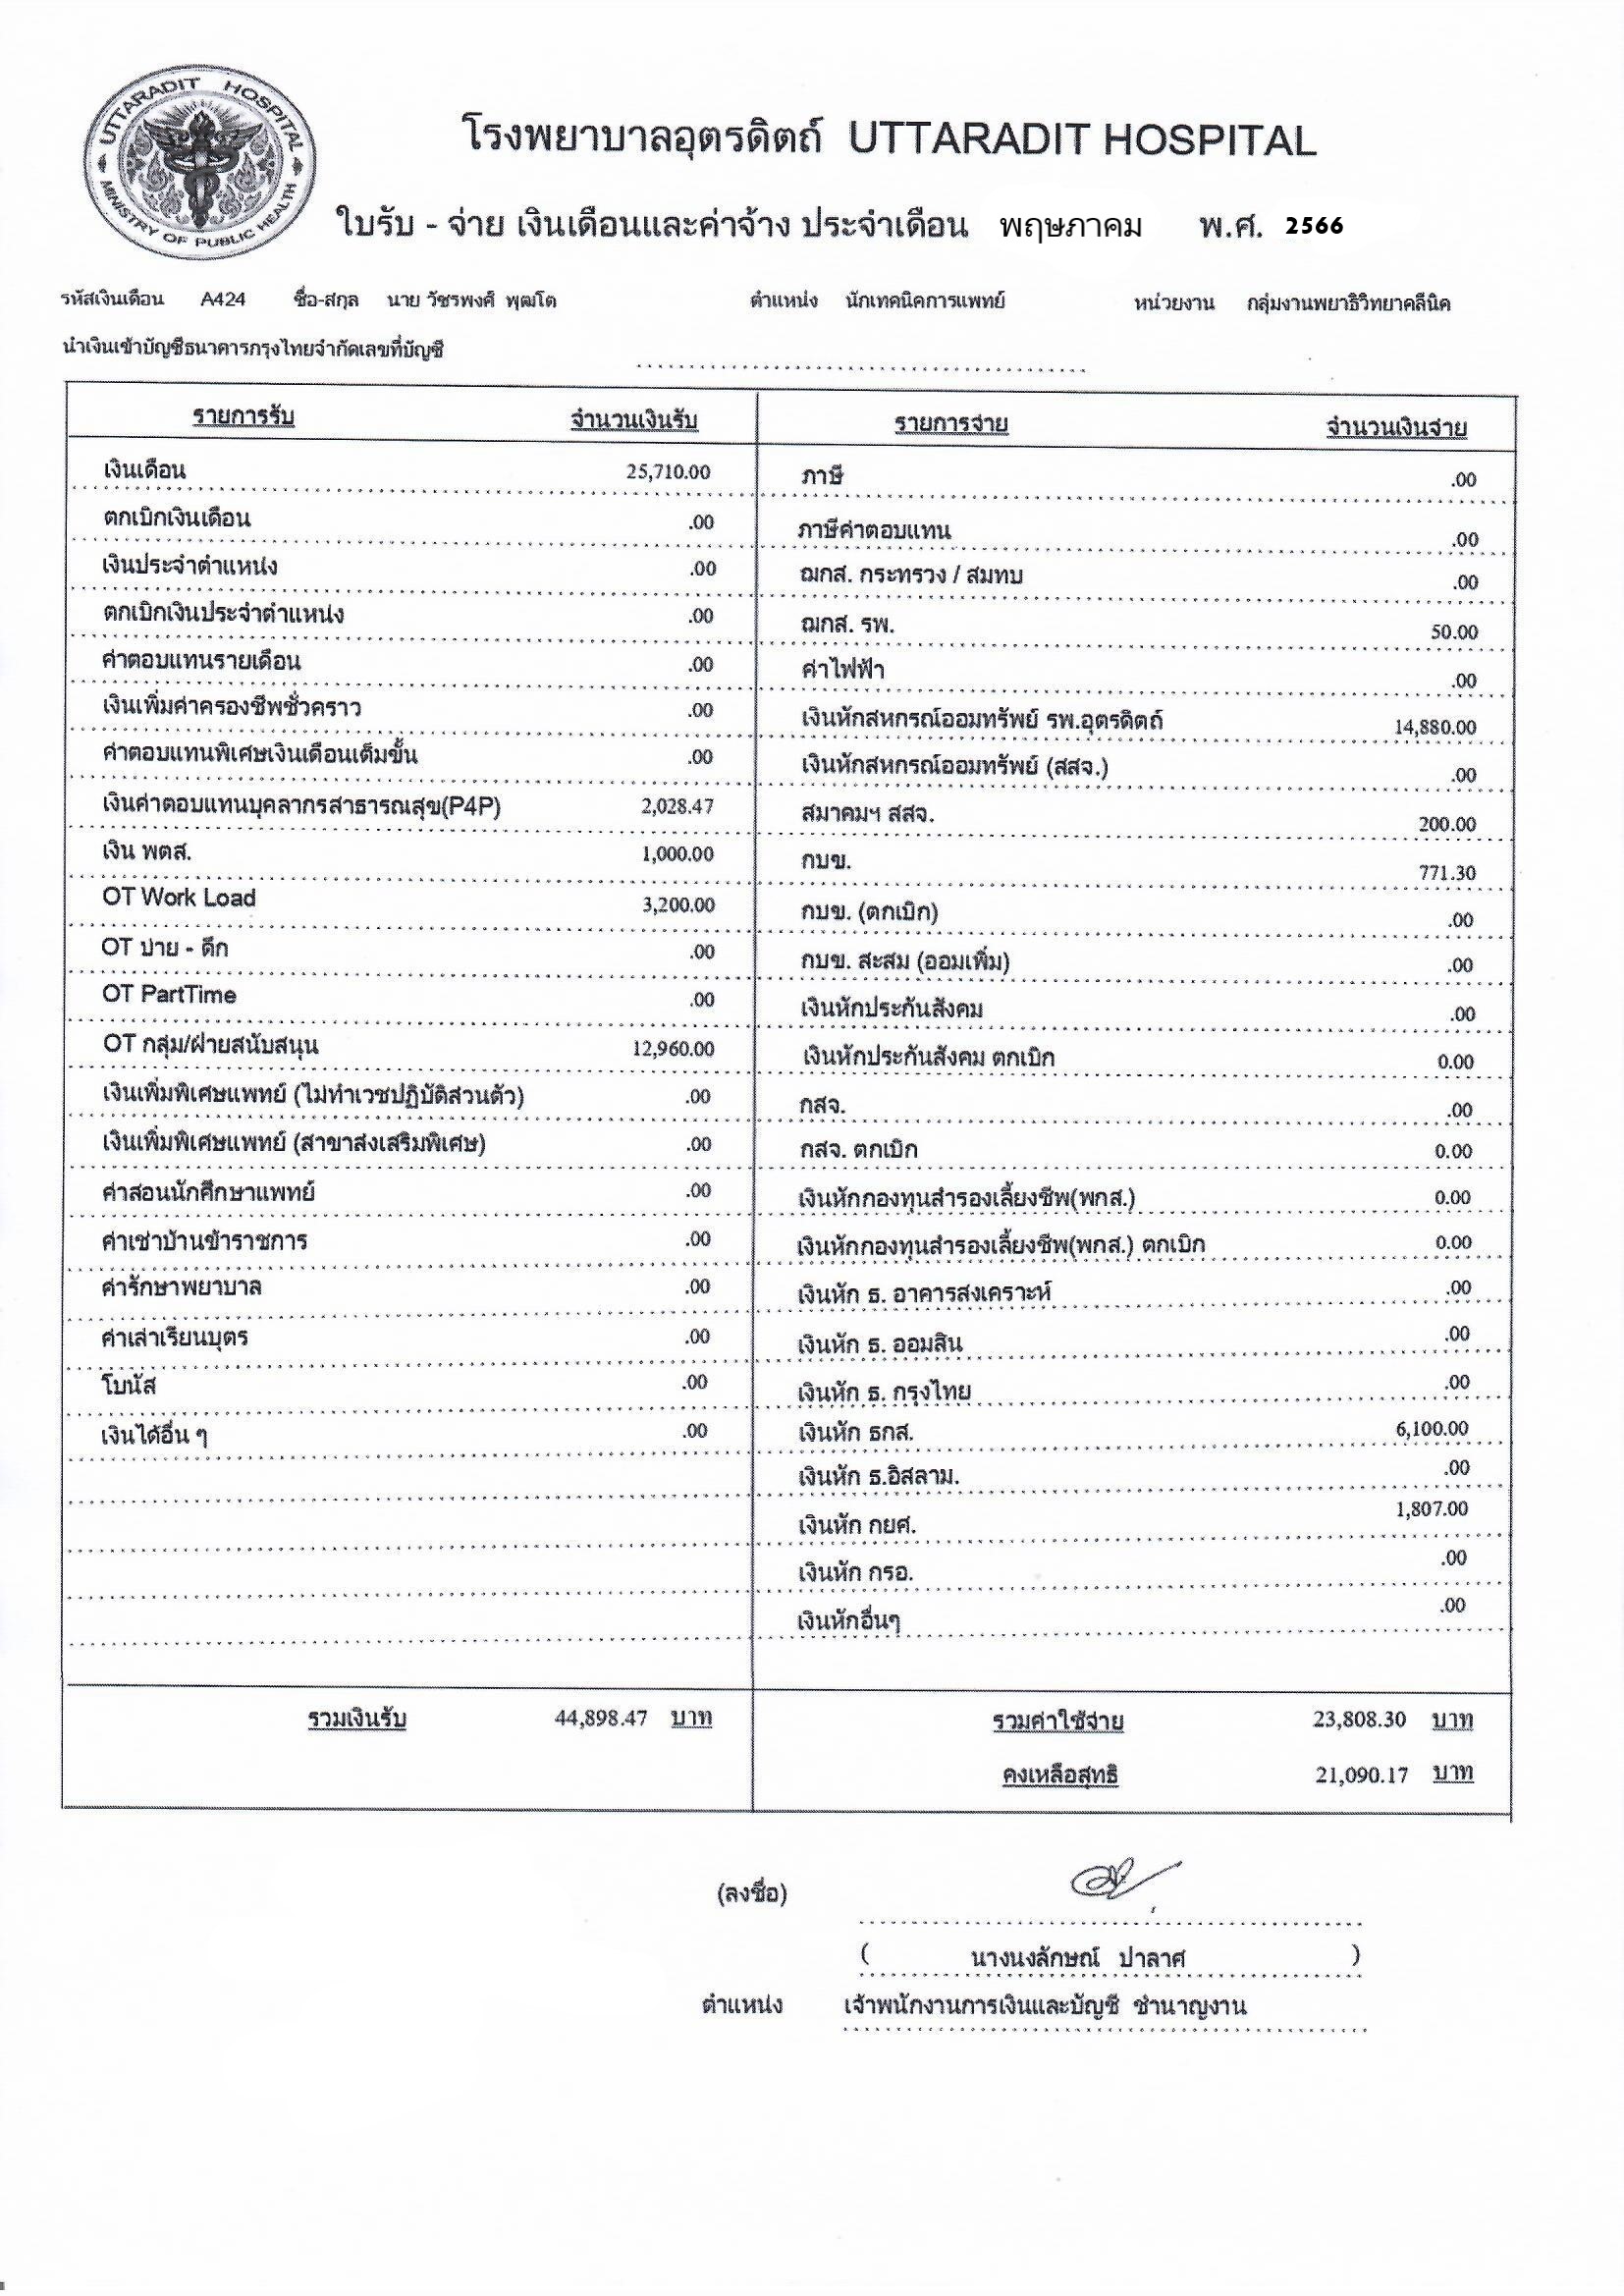 UTTARADIT HOSPITAL
MINISTRY OF PUBLIC HEALTH
โรงพยาบาลอุตรดิตถ์ UTTARADIT HOSPITAL
ใบรับ - จ่าย เงินเดือนและค่าจ้าง ประจำเดือน พฤษภาคม พ.ศ. 2566
รหัสเงินเดือน A424 ชื่อ-สกุล นาย วัชรพงศ์ พุฒโต ตำแหน่ง นักเทคนิคการแพทย์ หน่วยงาน กลุ่มงานพยาธิวิทยาคลีนิค
นำเงินเข้าบัญชีธนาคารกรุงไทยจำกัดเลขที่บัญชี
รายการรับ จำนวนเงินรับ รายการจ่าย จำนวนเงินจ่าย
เงินเดือน 25,710.00 ภาษี .00
ตกเบิกเงินเดือน .00 ภาษีค่าตอบแทน .00
เงินประจำตำแหน่ง .00 ฌกส. กระทรวง / สมทบ .00
ตกเบิกเงินประจำตำแหน่ง .00 ฌกส. รพ. 50.00
ค่าตอบแทนรายเดือน .00 ค่าไฟฟ้า .00
เงินเพิ่มค่าครองชีพชั่วคราว .00 เงินหักสหกรณ์ออมทรัพย์ รพ.อุตรดิตถ์ 14,880.00
ค่าตอบแทนพิเศษเงินเดือนเต็มขั้น .00 เงินหักสหกรณ์ออมทรัพย์ (สสจ.) .00
เงินค่าตอบแทนบุคลากรสาธารณสุข(P4P) 2,028.47 สมาคมฯ สสจ. 200.00
เงิน พตส. 1,000.00 กบข. 771.30
OT Work Load 3,200.00 กบข. (ตกเบิก) .00
OT บ่าย - ดึก .00 กบข. สะสม (ออมเพิ่ม) .00
OT PartTime .00 เงินหักประกันสังคม .00
OT กลุ่ม/ฝ่ายสนับสนุน 12,960.00 เงินหักประกันสังคม ตกเบิก 0.00
เงินเพิ่มพิเศษแพทย์ (ไม่ทำเวชปฏิบัติส่วนตัว) .00 กสจ. .00
เงินเพิ่มพิเศษแพทย์ (สาขาส่งเสริมพิเศษ) .00 กสจ. ตกเบิก 0.00
ค่าสอนนักศึกษาแพทย์ .00 เงินหักกองทุนสำรองเลี้ยงชีพ(พกส.) 0.00
ค่าเช่าบ้านข้าราชการ .00 เงินหักกองทุนสำรองเลี้ยงชีพ(พกส.) ตกเบิก 0.00
ค่ารักษาพยาบาล .00 เงินหัก ธ. อาคารสงเคราะห์ .00
ค่าเล่าเรียนบุตร .00 เงินหัก ธ. ออมสิน .00
โบนัส .00 เงินหัก ธ. กรุงไทย .00
เงินได้อื่น ๆ .00 เงินหัก ธกส. 6,100.00
เงินหัก ธ.อิสลาม. .00
เงินหัก กยศ. 1,807.00
เงินหัก กรอ. .00
เงินหักอื่นๆ .00
รวมเงินรับ 44,898.47 บาท รวมค่าใช้จ่าย 23,808.30 บาท
คงเหลือสุทธิ 21,090.17 บาท
(ลงชื่อ)
( นางนงลักษณ์ ปาลาศ )
ตำแหน่ง เจ้าพนักงานการเงินและบัญชี ชำนาญงาน